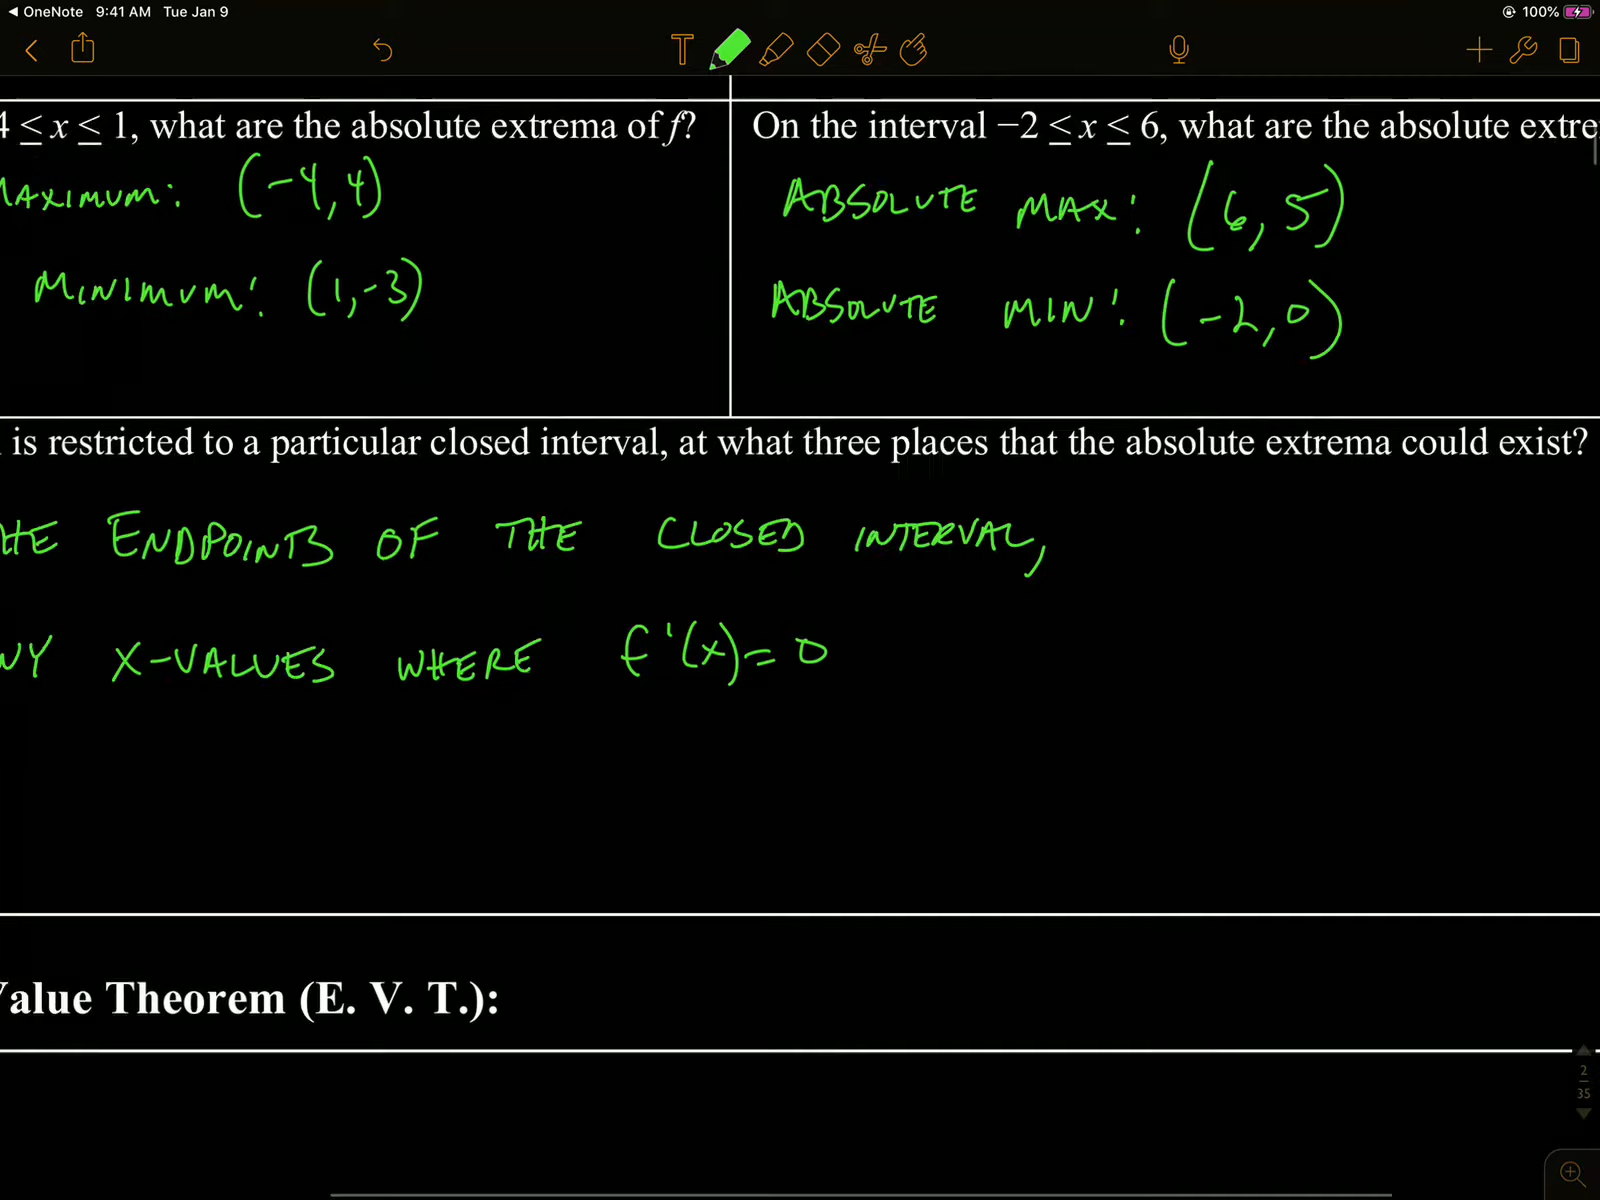 OneNote 9:41 AM Tue Jan 9 100%
4 ≤ x ≤ 1, what are the absolute extrema of f?
MAXIMUM: (-4,4)
MINIMUM: (1,-3)
On the interval −2 ≤ x ≤ 6, what are the absolute extre
ABSOLUTE MAX: (6,5)
ABSOLUTE MIN: (-2,0)
is restricted to a particular closed interval, at what three places that the absolute extrema could exist?
HE ENDPOINTS OF THE CLOSED INTERVAL,
NY X-VALUES WHERE f'(x)=0
Value Theorem (E. V. T.):
2
35